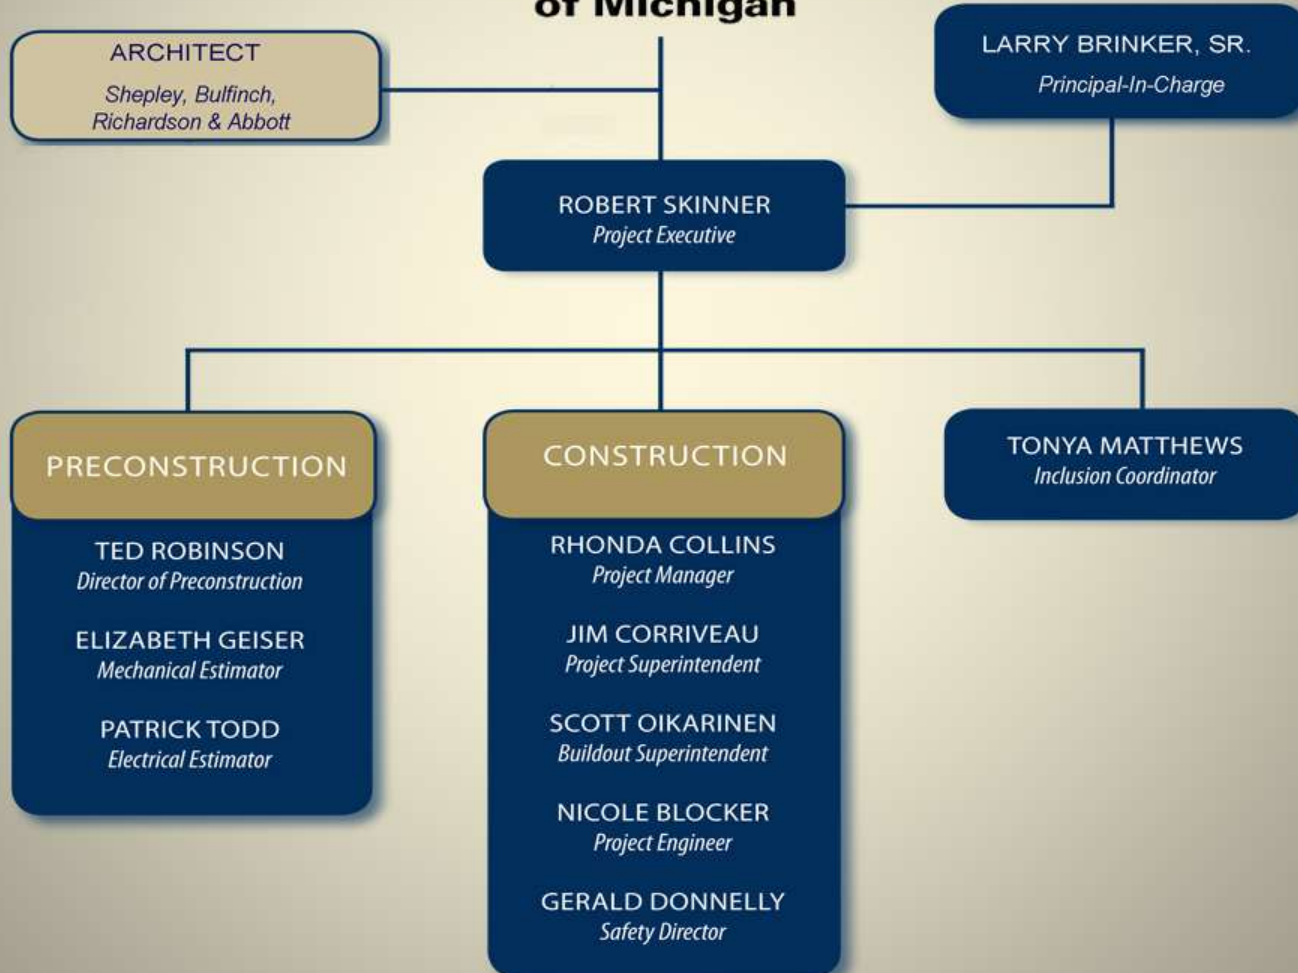 of Michigan
ARCHITECT
Shepley, Bulfinch,
Richardson & Abbott
LARRY BRINKER, SR.
Principal-In-Charge
ROBERT SKINNER
Project Executive
PRECONSTRUCTION
TED ROBINSON
Director of Preconstruction
ELIZABETH GEISER
Mechanical Estimator
PATRICK TODD
Electrical Estimator
CONSTRUCTION
RHONDA COLLINS
Project Manager
JIM CORRIVEAU
Project Superintendent
SCOTT OIKARINEN
Buildout Superintendent
NICOLE BLOCKER
Project Engineer
GERALD DONNELLY
Safety Director
TONYA MATTHEWS
Inclusion Coordinator